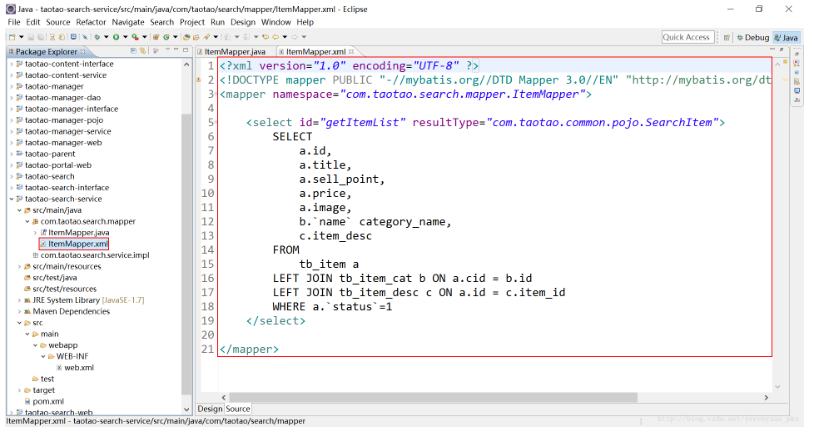 Java - taotao-search-service/src/main/java/com/taotao/search/mapper/ItemMapper.xml - Eclipse
File Edit Source Refactor Navigate Search Project Run Design Window Help
Quick Access Debug Java
Package Explorer
taotao-content-interface
taotao-content-service
taotao-manager
taotao-manager-dao
taotao-manager-interface
taotao-manager-pojo
taotao-manager-service
taotao-manager-web
taotao-parent
taotao-portal-web
taotao-search
taotao-search-interface
taotao-search-service
src/main/java
com.taotao.search.mapper
ItemMapper.java
ItemMapper.xml
com.taotao.search.service.impl
src/main/resources
src/test/java
src/test/resources
JRE System Library [JavaSE-1.7]
Maven Dependencies
src
main
webapp
WEB-INF
web.xml
test
target
pom.xml
taotao-search-web
ItemMapper.java ItemMapper.xml
1 <?xml version="1.0" encoding="UTF-8" ?>
2 <!DOCTYPE mapper PUBLIC "-//mybatis.org//DTD Mapper 3.0//EN" "http://mybatis.org/dt
3 <mapper namespace="com.taotao.search.mapper.ItemMapper">
4
5 <select id="getItemList" resultType="com.taotao.common.pojo.SearchItem">
6 SELECT
7 a.id,
8 a.title,
9 a.sell_point,
10 a.price,
11 a.image,
12 b.`name` category_name,
13 c.item_desc
14 FROM
15 tb_item a
16 LEFT JOIN tb_item_cat b ON a.cid = b.id
17 LEFT JOIN tb_item_desc c ON a.id = c.item_id
18 WHERE a.`status`=1
19 </select>
20
21 </mapper>
Design Source
ItemMapper.xml - taotao-search-service/src/main/java/com/taotao/search/mapper